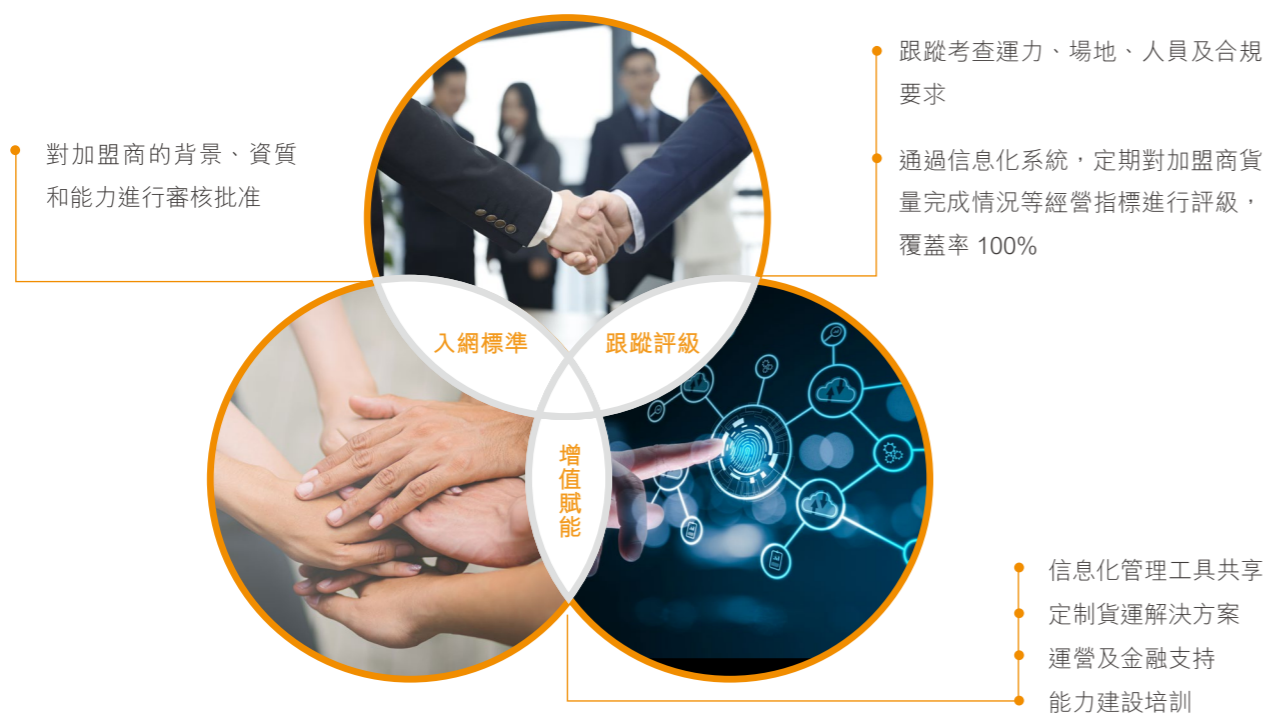 對加盟商的背景、資質
和能力進行審核批准
跟蹤考查運力、場地、人員及合規
要求
通過信息化系統，定期對加盟商貨
量完成情況等經營指標進行評級，
覆蓋率 100%
入網標準
跟蹤評級
增值賦能
信息化管理工具共享
定制貨運解決方案
運營及金融支持
能力建設培訓